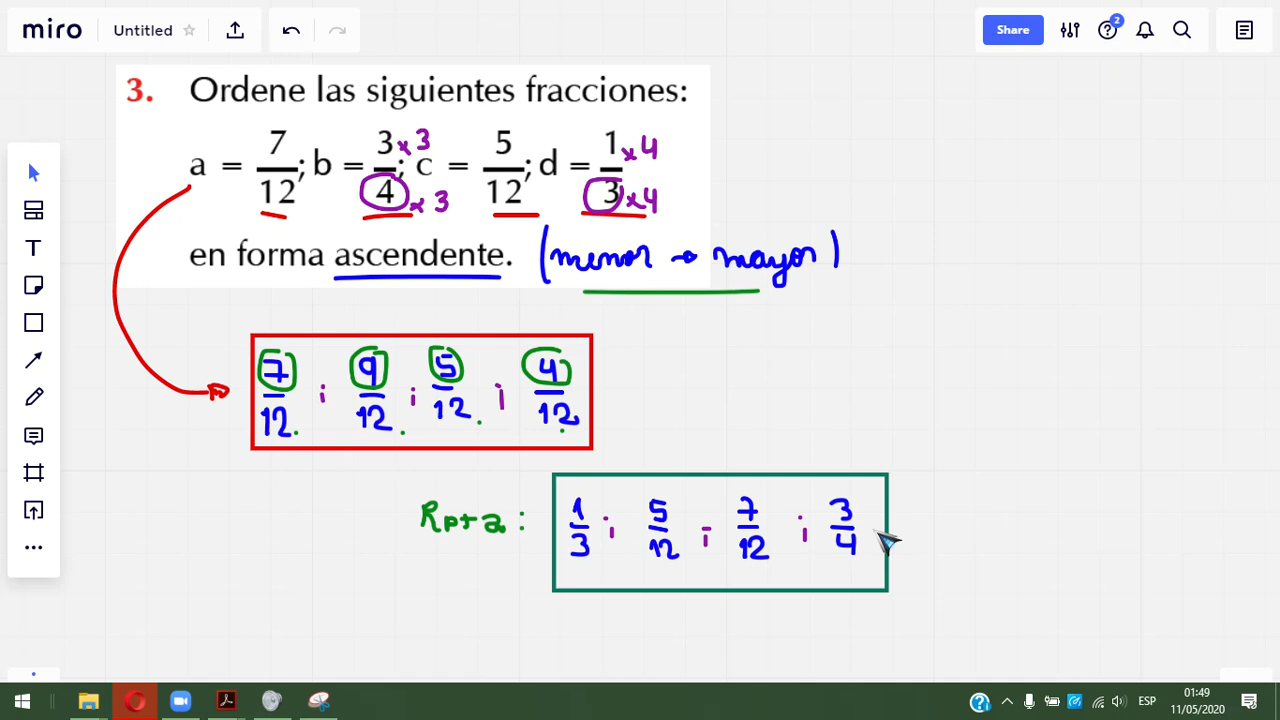 miro Untitled Share 2
3. Ordene las siguientes fracciones:
a = 7/12; b = 3/4; c = 5/12; d = 1/3
x 3 x 4
x 3 x 4
en forma ascendente. (menor → mayor)
7/12 ; 9/12 ; 5/12 ; 4/12
Rpta: 1/3 ; 5/12 ; 7/12 ; 3/4
ESP 01:49
11/05/2020